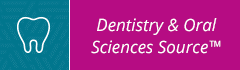 Dentistry & Oral
Sciences Source™